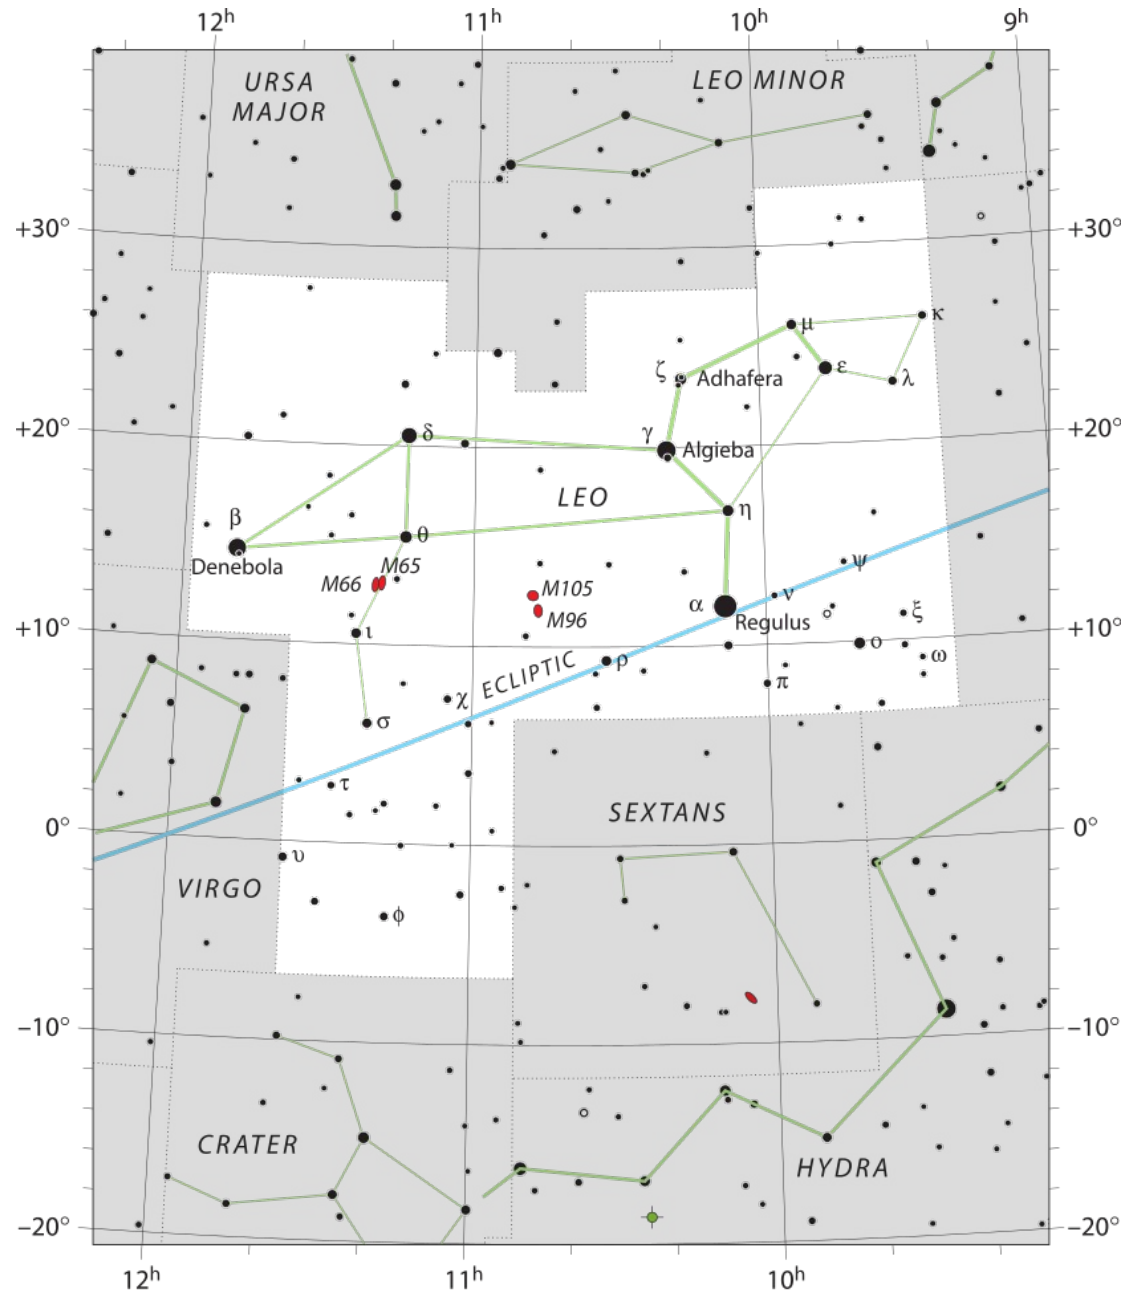 12h 11h 10h 9h
URSA
MAJOR
LEO MINOR
+30° +30°
μ κ
ζ Adhafera ε λ
+20° +20°
δ γ Algieba
LEO
β η
θ
Denebola
M66 M65
M105
M96
ψ
α ν
Regulus ξ
+10° +10°
ι ο
ECLIPTIC ρ ω
χ π
σ
τ
0° 0°
SEXTANS
υ
VIRGO
ϕ
−10° −10°
CRATER
HYDRA
−20° −20°
12h 11h 10h